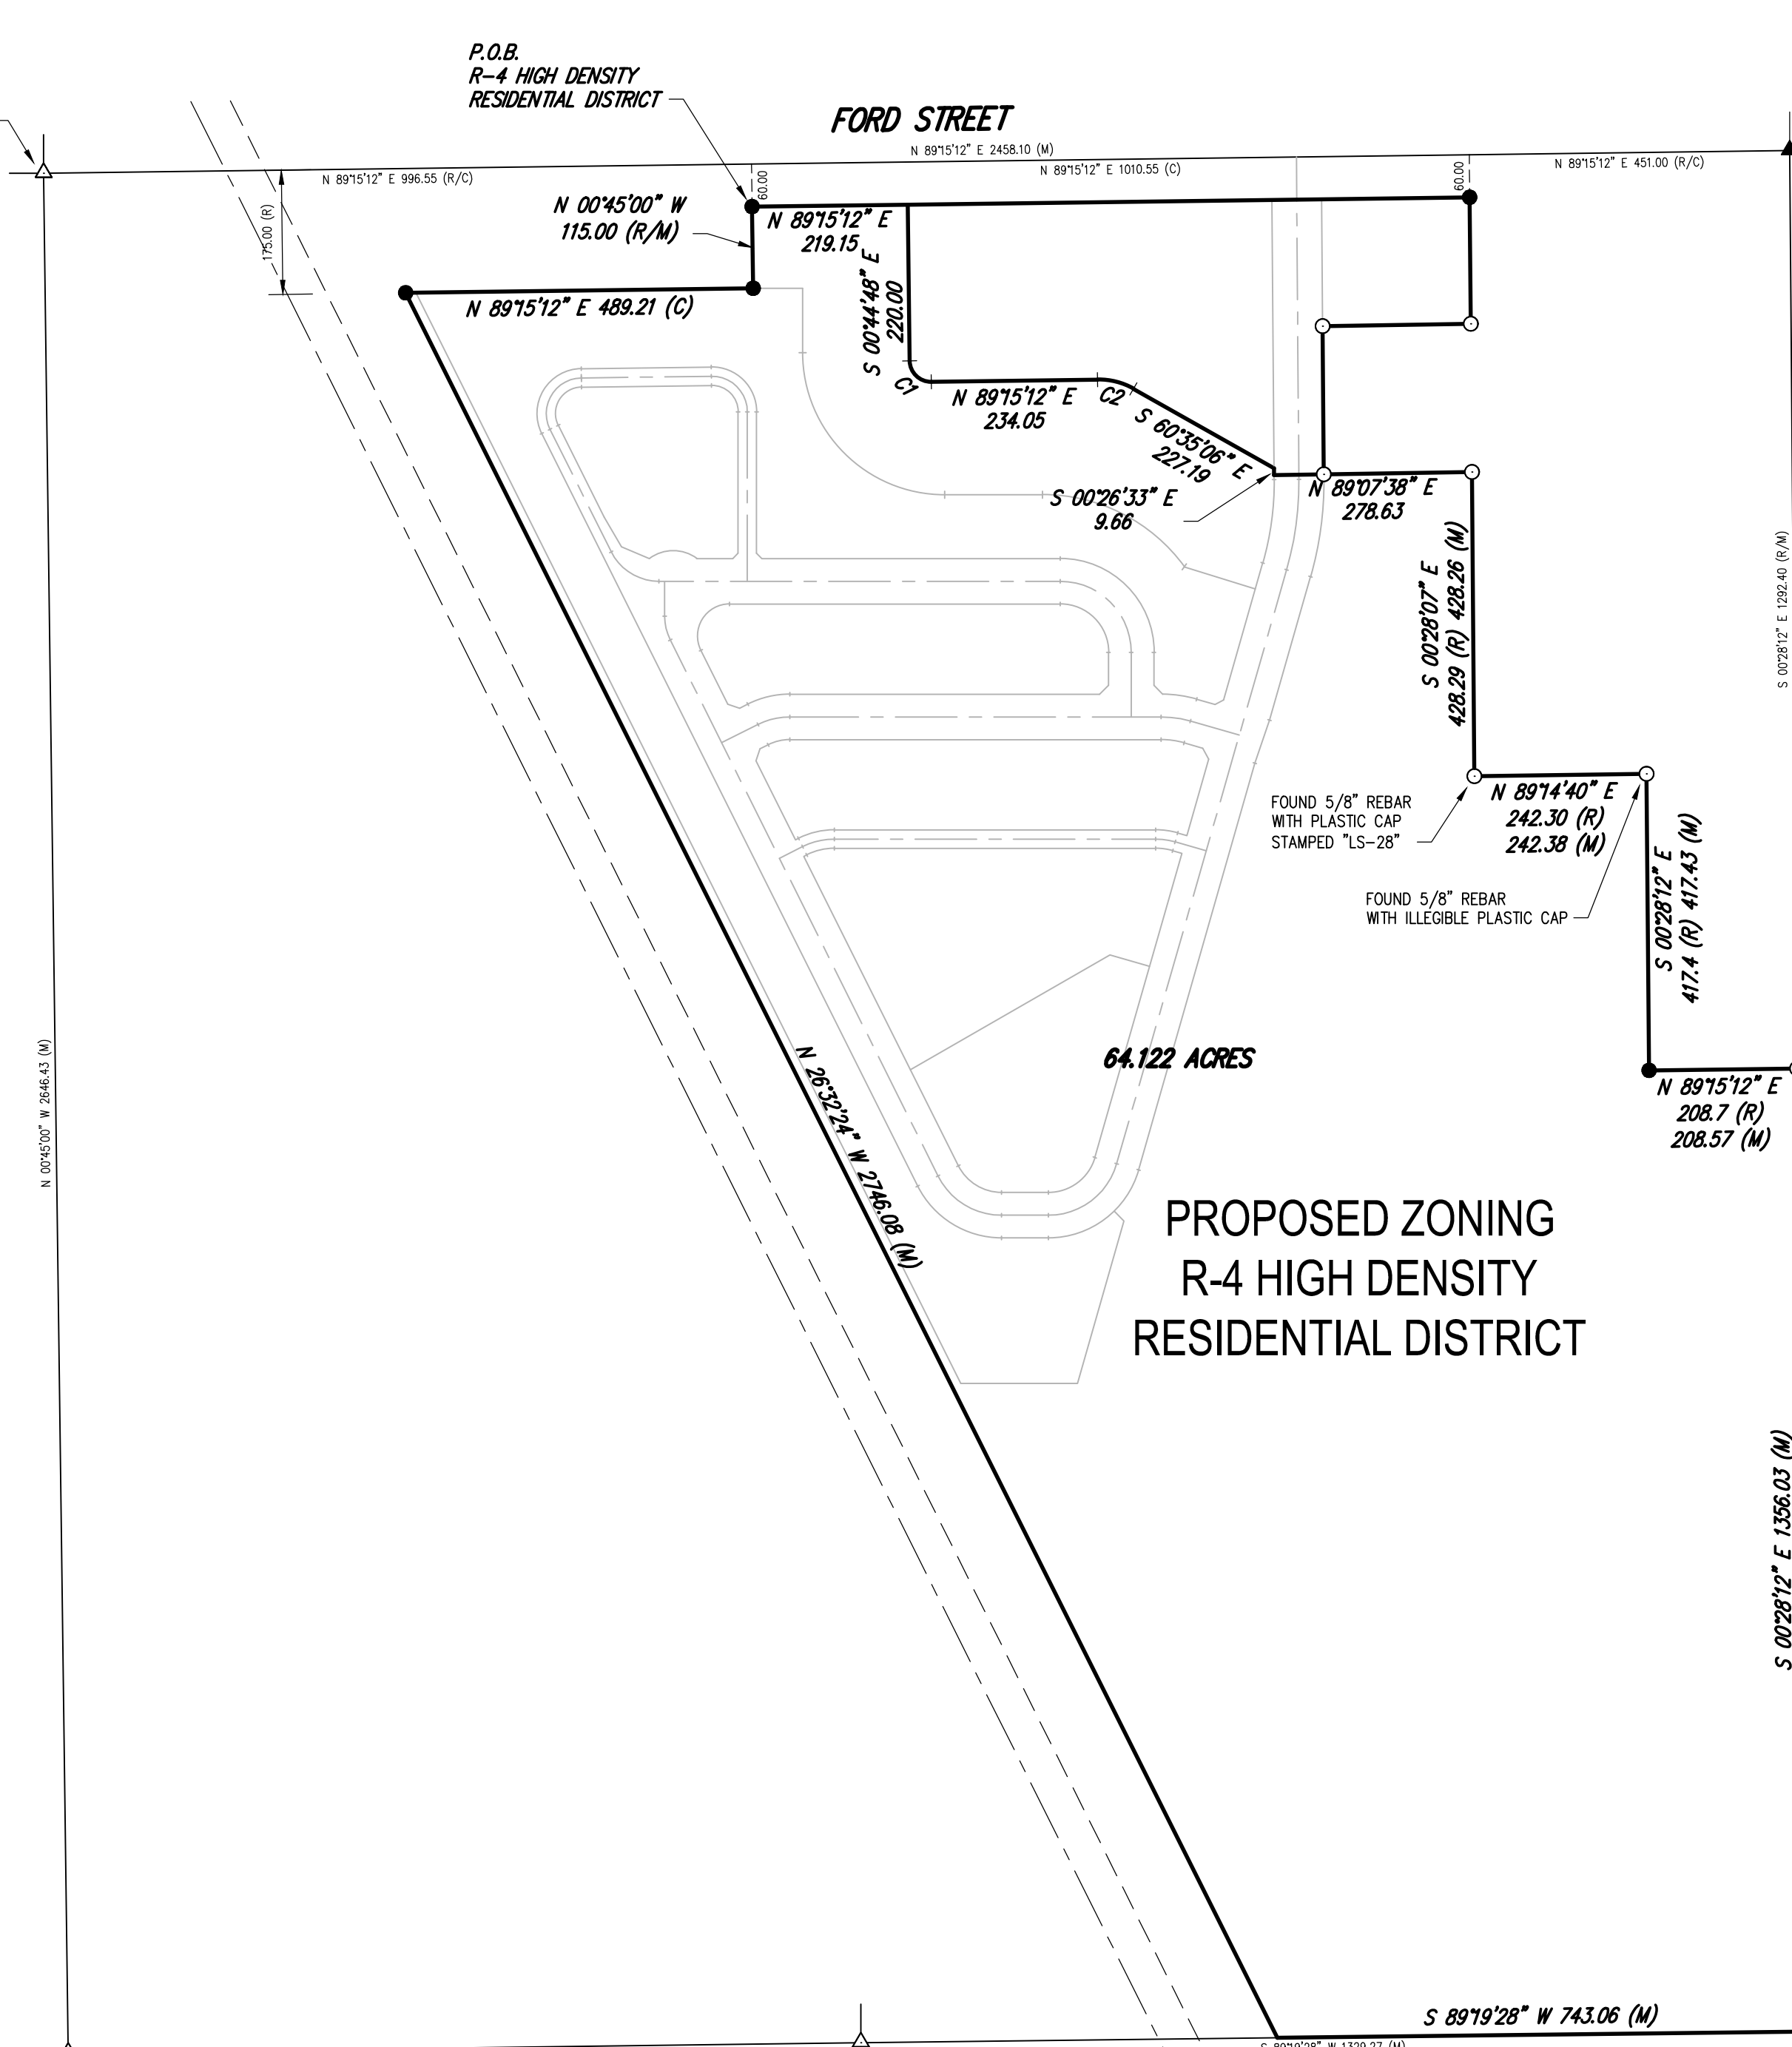 P.O.B.
R-4 HIGH DENSITY
RESIDENTIAL DISTRICT
FORD STREET
N 89°15'12" E 2458.10 (M)
N 89°15'12" E 996.55 (R/C)
N 89°15'12" E 1010.55 (C)
N 89°15'12" E 451.00 (R/C)
60.00
60.00
175.00 (R)
N 00°45'00" W
115.00 (R/M)
N 89°15'12" E
219.15
N 89°15'12" E 489.21 (C)
S 00°44'48" E
220.00
C1
N 89°15'12" E
234.05
C2
S 60°35'06" E
227.19
S 00°26'33" E
9.66
N 89°07'38" E
278.63
S 00°28'07" E
428.29 (R) 428.26 (M)
S 00°28'12" E 1292.40 (R/M)
FOUND 5/8" REBAR
WITH PLASTIC CAP
STAMPED "LS-28"
N 89°14'40" E
242.30 (R)
242.38 (M)
FOUND 5/8" REBAR
WITH ILLEGIBLE PLASTIC CAP
S 00°28'12" E
417.4 (R) 417.43 (M)
64.122 ACRES
N 89°15'12" E
208.7 (R)
208.57 (M)
N 00°45'00" W 2646.43 (M)
N 26°32'24" W 2746.08 (M)
PROPOSED ZONING
R-4 HIGH DENSITY
RESIDENTIAL DISTRICT
S 00°28'12" E 1356.03 (M)
S 89°19'28" W 743.06 (M)
S 89°19'28" W 1329.27 (M)